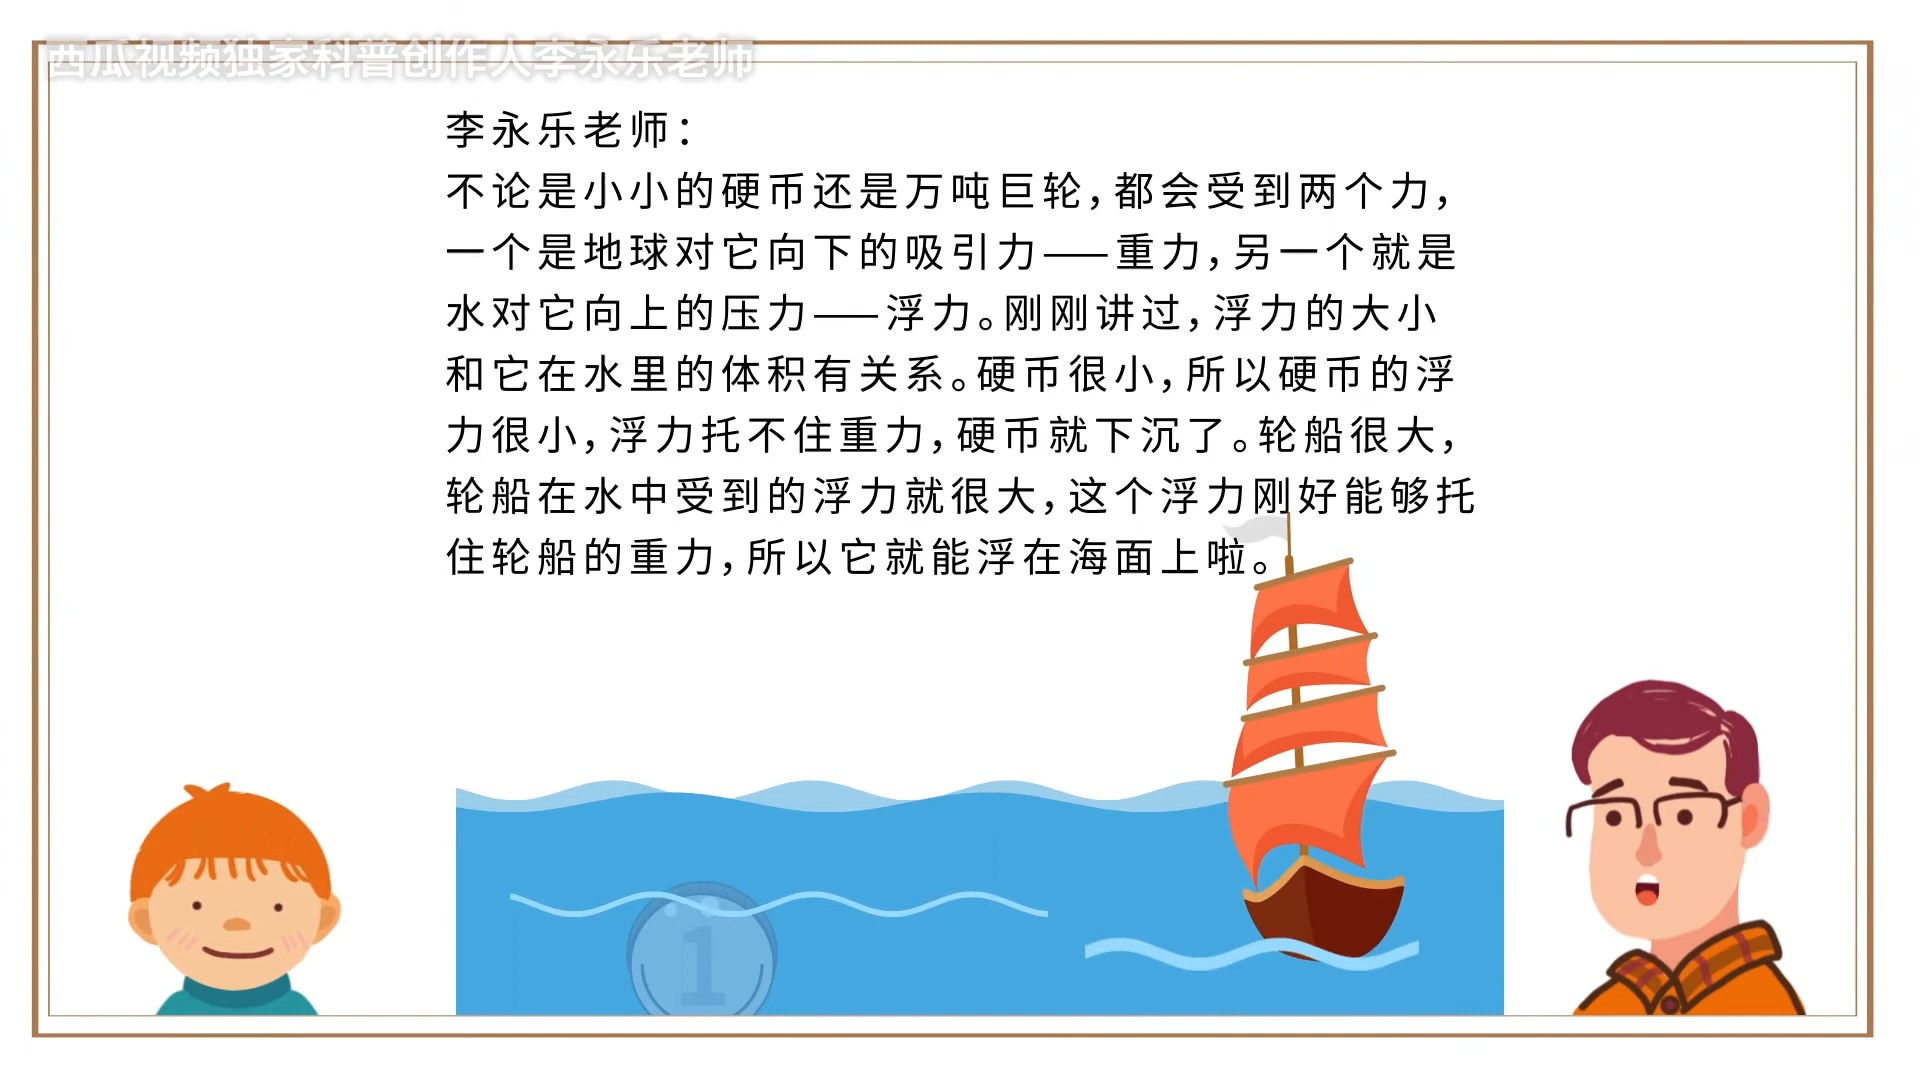 西瓜视频独家科普创作人李永乐老师
李永乐老师：
不论是小小的硬币还是万吨巨轮，都会受到两个力，
一个是地球对它向下的吸引力——重力，另一个就是
水对它向上的压力——浮力。刚刚讲过，浮力的大小
和它在水里的体积有关系。硬币很小，所以硬币的浮
力很小，浮力托不住重力，硬币就下沉了。轮船很大，
轮船在水中受到的浮力就很大，这个浮力刚好能够托
住轮船的重力，所以它就能浮在海面上啦。
1